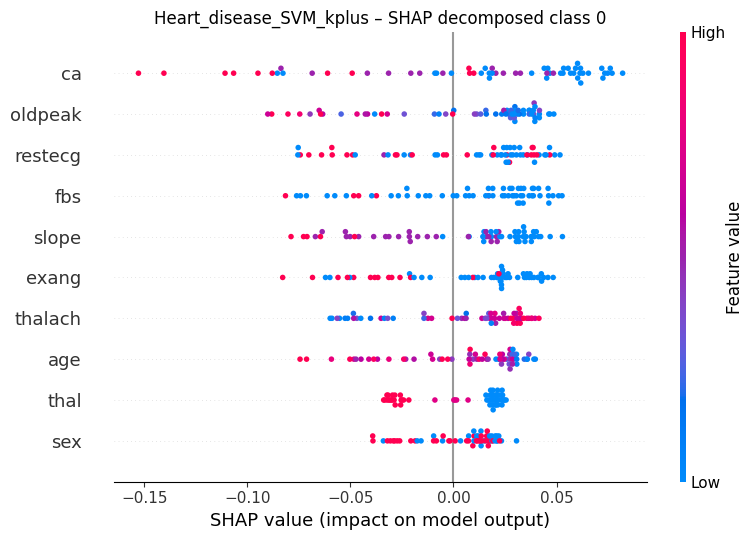 Heart_disease_SVM_kplus – SHAP decomposed class 0
High
ca
oldpeak
restecg
fbs
slope
exang
thalach
age
thal
sex
Feature value
Low
−0.15 −0.10 −0.05 0.00 0.05
SHAP value (impact on model output)